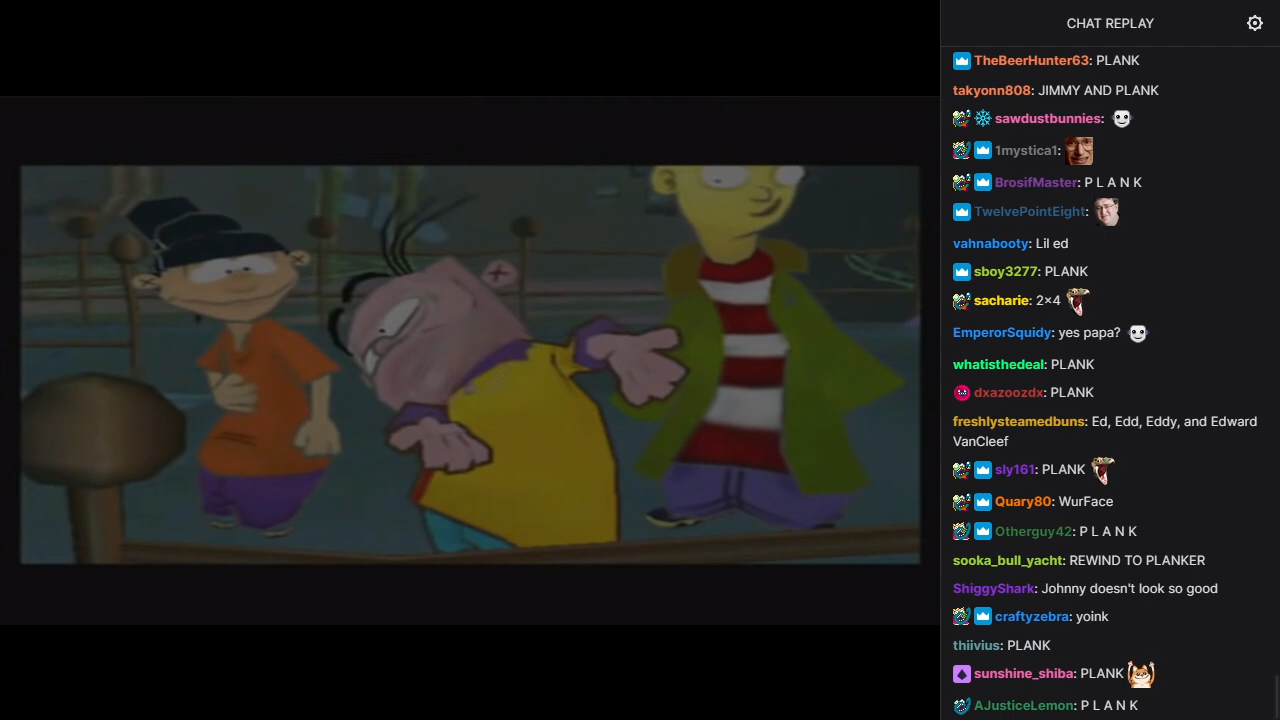 CHAT REPLAY
TheBeerHunter63: PLANK
takyonn808: JIMMY AND PLANK
sawdustbunnies:
1mystica1:
BrosifMaster: P L A N K
TwelvePointEight:
vahnabooty: Lil ed
sboy3277: PLANK
sacharie: 2×4
EmperorSquidy: yes papa?
whatisthedeal: PLANK
dxazoozdx: PLANK
freshlysteamedbuns: Ed, Edd, Eddy, and Edward
VanCleef
sly161: PLANK
Quary80: WurFace
Otherguy42: P L A N K
sooka_bull_yacht: REWIND TO PLANKER
ShiggyShark: Johnny doesn't look so good
craftyzebra: yoink
thiivius: PLANK
sunshine_shiba: PLANK
AJusticeLemon: P L A N K